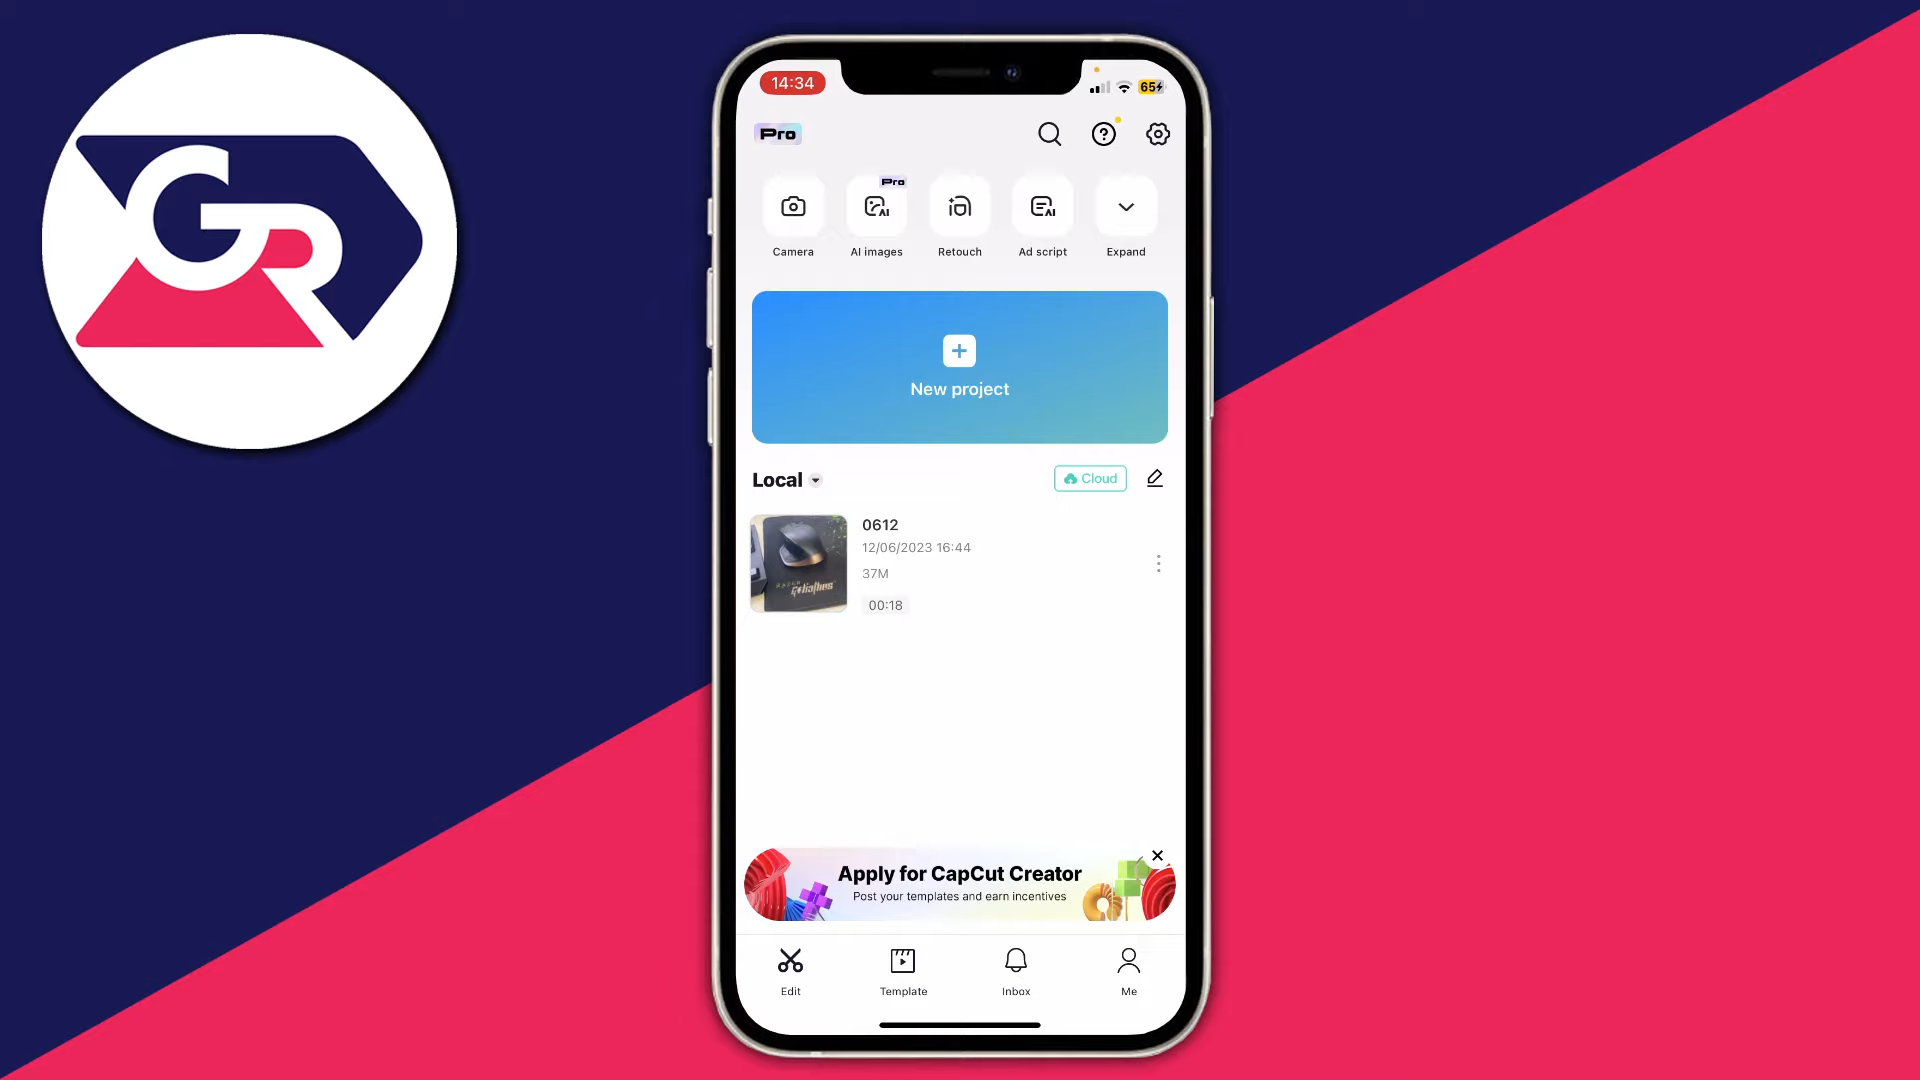 GR
14:34
65
Pro
Pro
Camera
AI images
Retouch
Ad script
Expand
New project
Local
Cloud
0612
12/06/2023 16:44
37M
00:18
Apply for CapCut Creator
Post your templates and earn incentives
Edit
Template
Inbox
Me